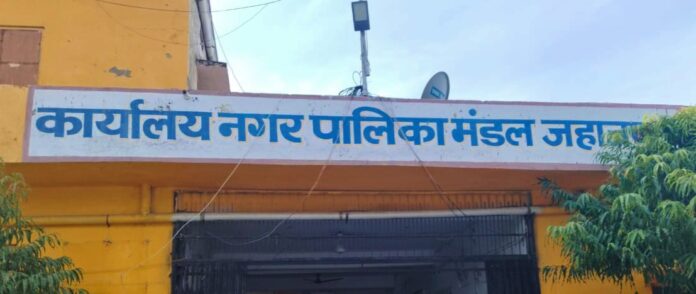 कार्यालय नगर पालिका मंडल